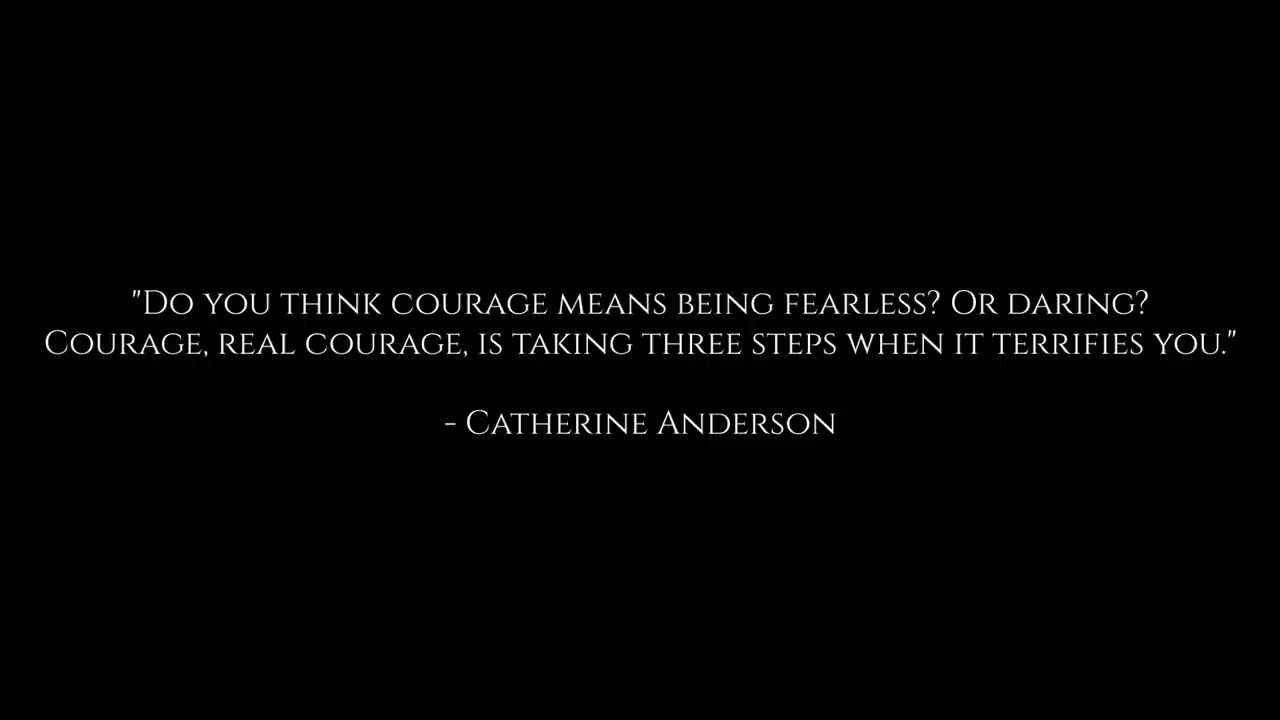 "Do you think courage means being fearless? Or daring?
Courage, real courage, is taking three steps when it terrifies you."
- Catherine Anderson